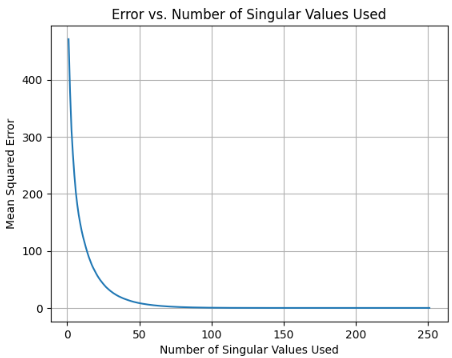 Error vs. Number of Singular Values Used
400
300
200
100
0
Mean Squared Error
0 50 100 150 200 250
Number of Singular Values Used